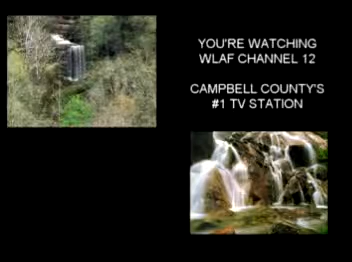 YOU'RE WATCHING
WLAF CHANNEL 12
CAMPBELL COUNTY'S
#1 TV STATION